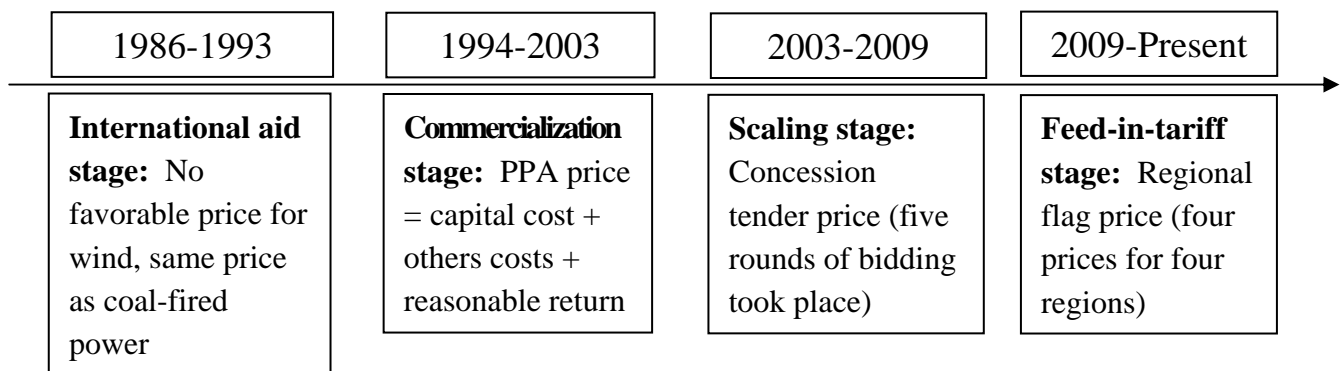 1986-1993
1994-2003
2003-2009
2009-Present
International aid
stage: No
favorable price for
wind, same price
as coal-fired
power
Commercialization
stage: PPA price
= capital cost +
others costs +
reasonable return
Scaling stage:
Concession
tender price (five
rounds of bidding
took place)
Feed-in-tariff
stage: Regional
flag price (four
prices for four
regions)